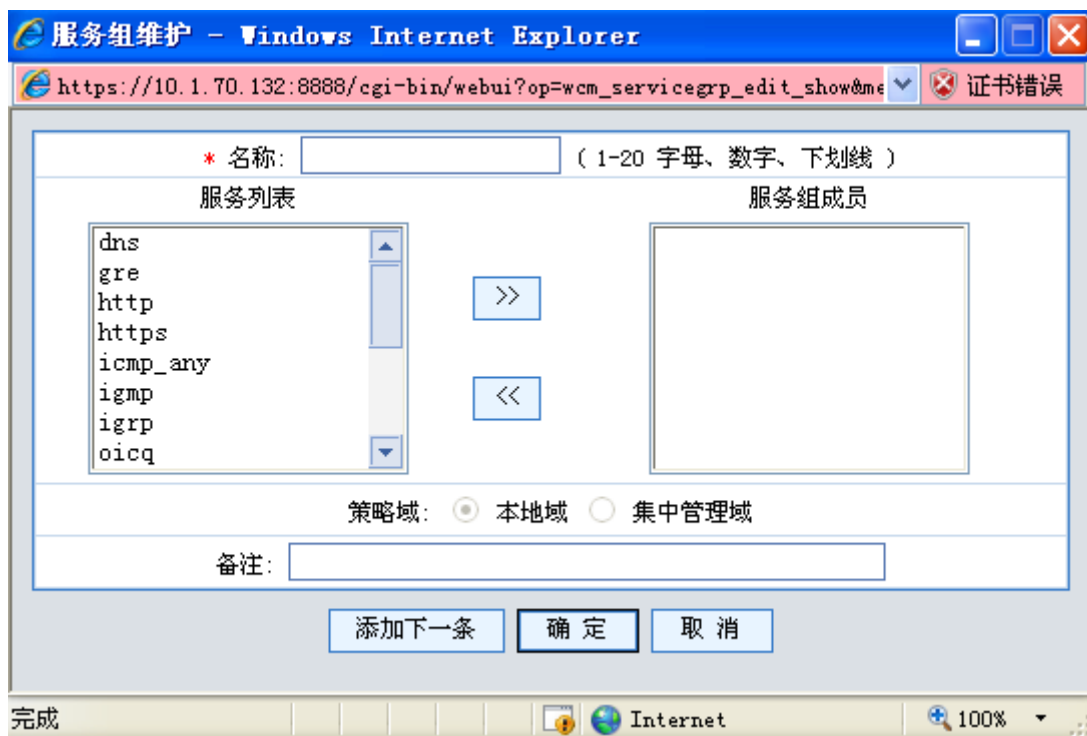 服务组维护 - Windows Internet Explorer
https://10.1.70.132:8888/cgi-bin/webui?op=wcm_servicegrp_edit_show&me 证书错误
* 名称: ( 1-20 字母、数字、下划线 )
服务列表 服务组成员
dns
gre
http
>>
https
icmp_any
igmp
<<
igrp
oicq
策略域: 本地域 集中管理域
备注:
添加下一条 确 定 取 消
完成 Internet 100%